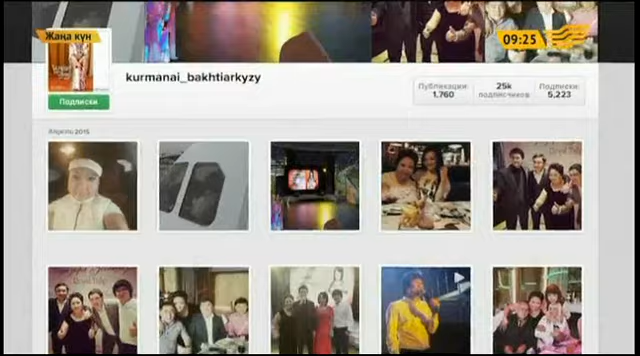 Жаңа күн
09:25
kurmanai_bakhtiarkyzy
Публикации: 1,760
25k подписчиков
Подписки: 5,223
Подписки
Апрель 2015